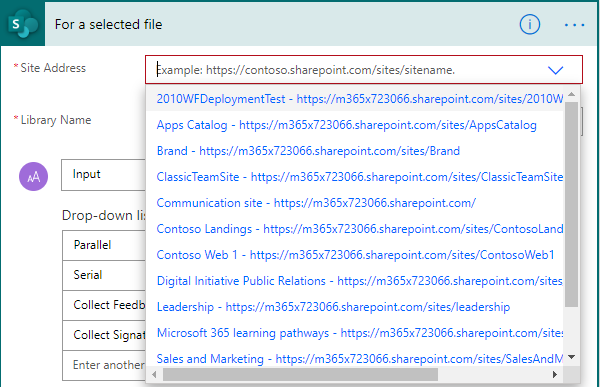 For a selected file
* Site Address
Example: https://contoso.sharepoint.com/sites/sitename.
2010WFDeploymentTest - https://m365x723066.sharepoint.com/sites/2010W
* Library Name
Apps Catalog - https://m365x723066.sharepoint.com/sites/AppsCatalog
Brand - https://m365x723066.sharepoint.com/sites/Brand
AA
Input
ClassicTeamSite - https://m365x723066.sharepoint.com/sites/ClassicTeamSite
Communication site - https://m365x723066.sharepoint.com/
Drop-down lis
Contoso Landings - https://m365x723066.sharepoint.com/sites/ContosoLand
Parallel
Contoso Web 1 - https://m365x723066.sharepoint.com/sites/ContosoWeb1
Serial
Digital Initiative Public Relations - https://m365x723066.sharepoint.com/sites
Collect Feedb
Leadership - https://m365x723066.sharepoint.com/sites/leadership
Collect Signat
Microsoft 365 learning pathways - https://m365x723066.sharepoint.com/sites
Enter another
Sales and Marketing - https://m365x723066.sharepoint.com/sites/SalesAndM